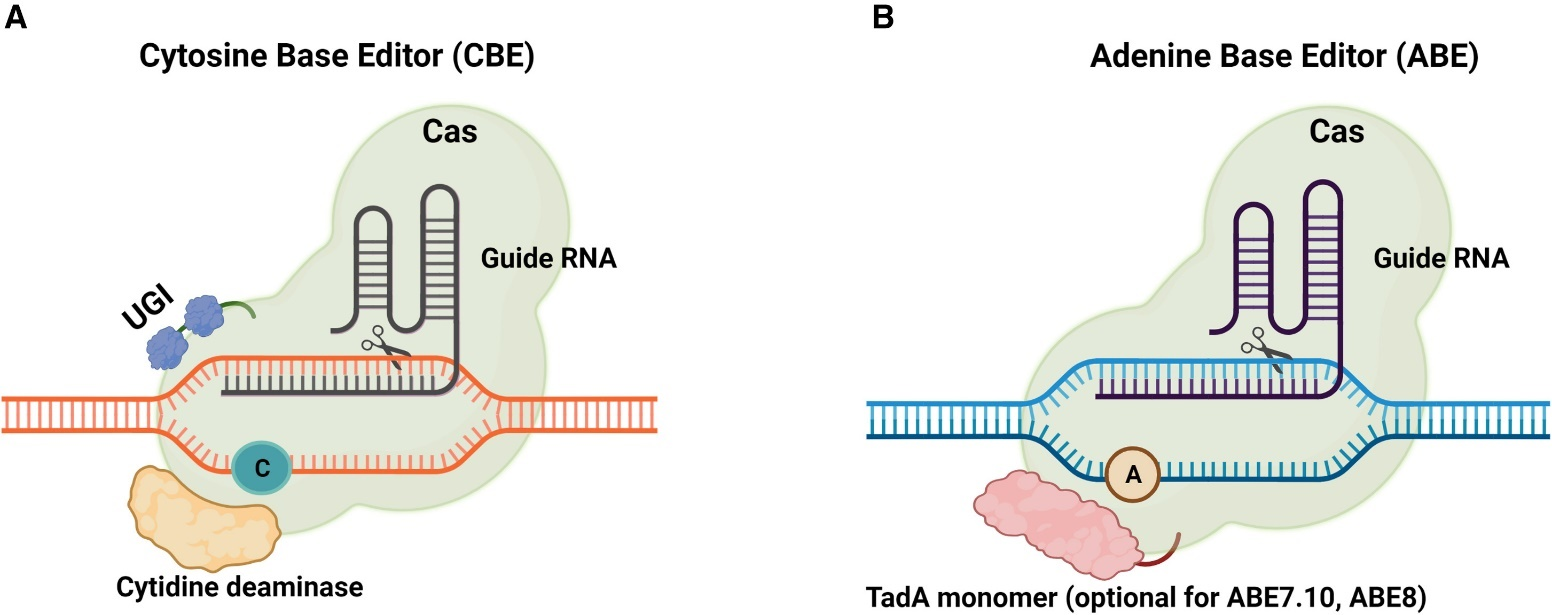 A
Cytosine Base Editor (CBE)
Cas
Guide RNA
UGI
C
Cytidine deaminase
B
Adenine Base Editor (ABE)
Cas
Guide RNA
A
TadA monomer (optional for ABE7.10, ABE8)